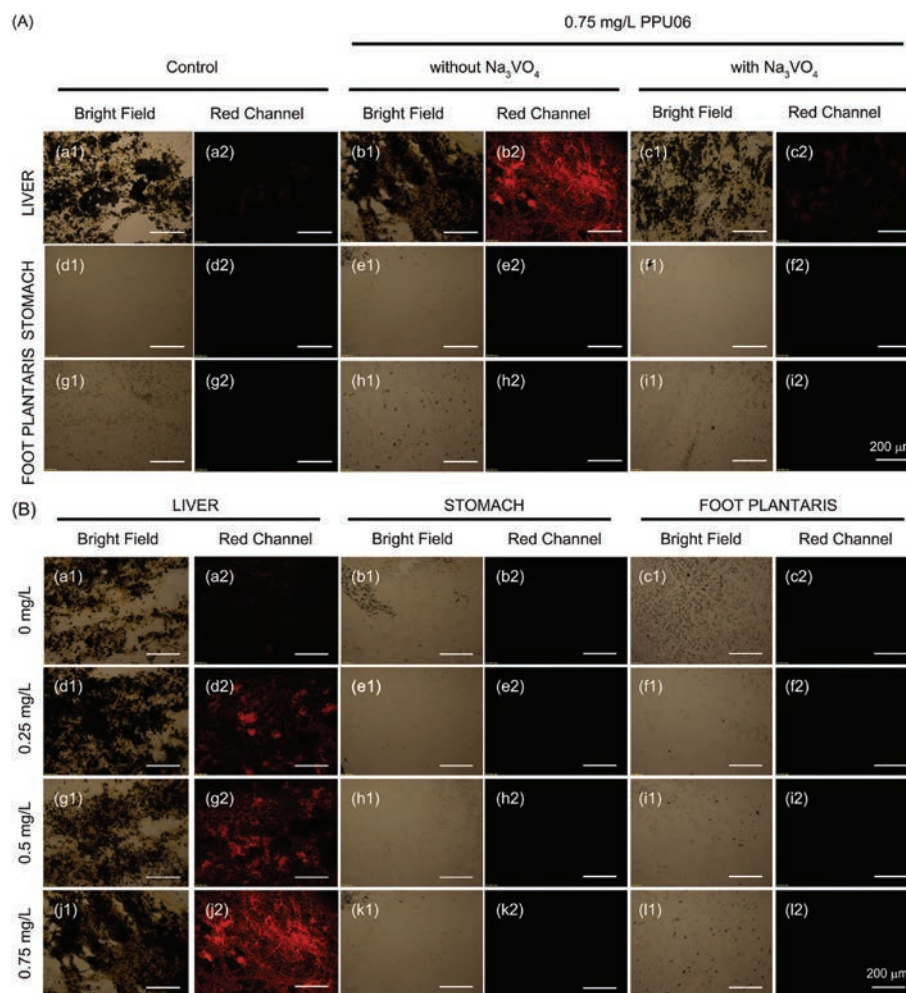 (A)
0.75 mg/L PPU06
Control
without Na₃VO₄
with Na₃VO₄
Bright Field Red Channel Bright Field Red Channel Bright Field Red Channel
LIVER
(a1) (a2) (b1) (b2) (c1) (c2)
STOMACH
(d1) (d2) (e1) (e2) (f1) (f2)
FOOT PLANTARIS
(g1) (g2) (h1) (h2) (i1) (i2)
200 μm
(B)
LIVER STOMACH FOOT PLANTARIS
Bright Field Red Channel Bright Field Red Channel Bright Field Red Channel
0 mg/L
(a1) (a2) (b1) (b2) (c1) (c2)
0.25 mg/L
(d1) (d2) (e1) (e2) (f1) (f2)
0.5 mg/L
(g1) (g2) (h1) (h2) (i1) (i2)
0.75 mg/L
(j1) (j2) (k1) (k2) (l1) (l2)
200 μm